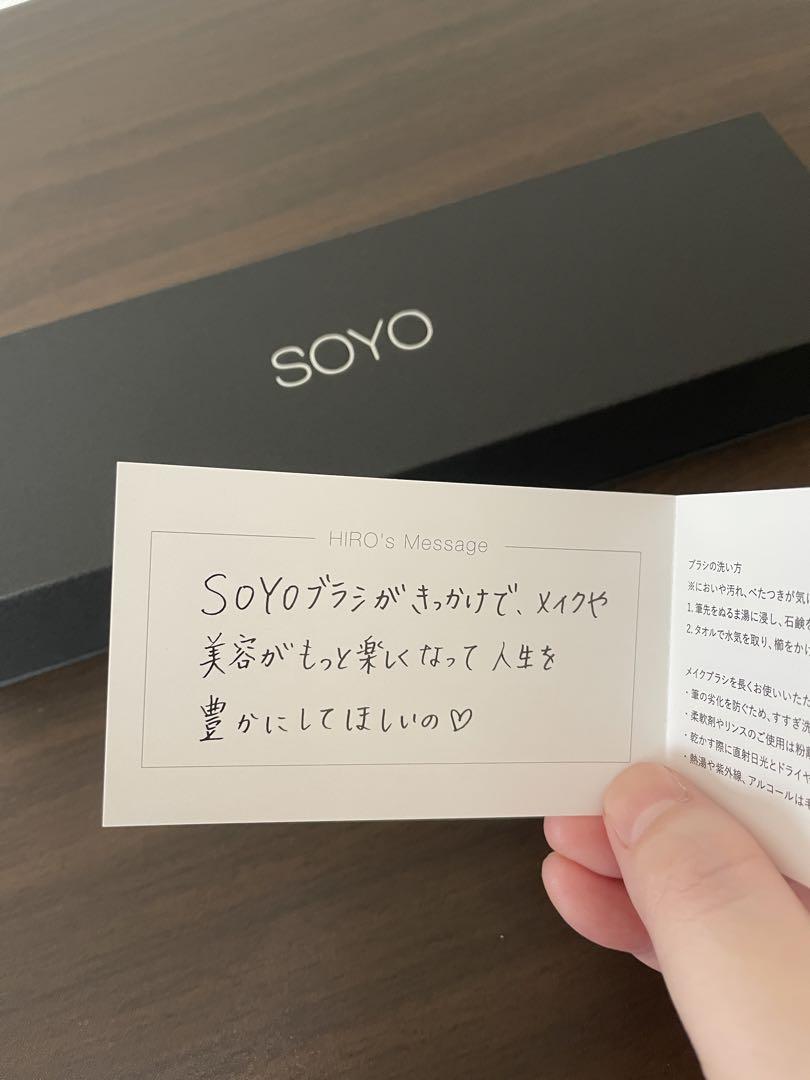 SOYO
HIRO's Message
SOYOブラシがきっかけで、メイクや
美容がもっと楽しくなって人生を
豊かにしてほしいの♡
ブラシの洗い方
※においや汚れ、べたつきが気に
1.筆先をぬるま湯に浸し、石鹸を
2.タオルで水気を取り、櫛をかけ
メイクブラシを長くお使いいただ
・筆の劣化を防ぐため、すすぎ洗
・柔軟剤やリンスのご使用は粉
・乾かす際に直射日光とドライヤ
・熱湯や紫外線、アルコールは毛